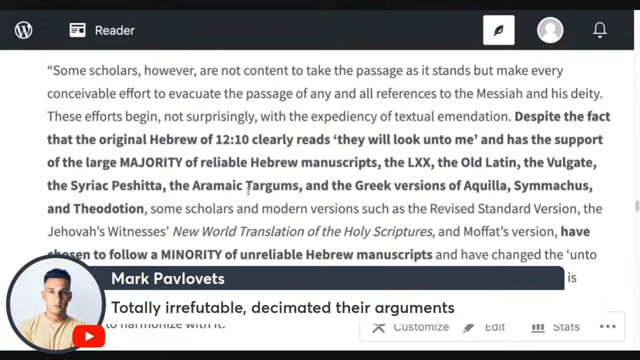 Reader
“Some scholars, however, are not content to take the passage as it stands but make every
conceivable effort to evacuate the passage of any and all references to the Messiah and his deity.
These efforts begin, not surprisingly, with the expediency of textual emendation. Despite the fact
that the original Hebrew of 12:10 clearly reads ‘they will look unto me’ and has the support
of the large MAJORITY of reliable Hebrew manuscripts, the LXX, the Old Latin, the Vulgate,
the Syriac Peshitta, the Aramaic Targums, and the Greek versions of Aquilla, Symmachus,
and Theodotion, some scholars and modern versions such as the Revised Standard Version, the
Jehovah’s Witnesses’ New World Translation of the Holy Scriptures, and Moffat’s version, have
chosen to follow a MINORITY of unreliable Hebrew manuscripts and have changed the ‘unto
is
Mark Pavlovets
Totally irrefutable, decimated their arguments
to harmonize with it.
Customize Edit Stats